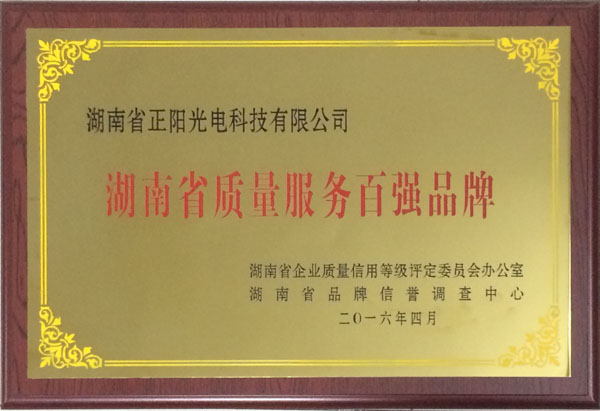 湖南省正阳光电科技有限公司
湖南省质量服务百强品牌
湖南省企业质量信用等级评定委员会办公室
湖南省品牌信誉调查中心
二〇一六年四月